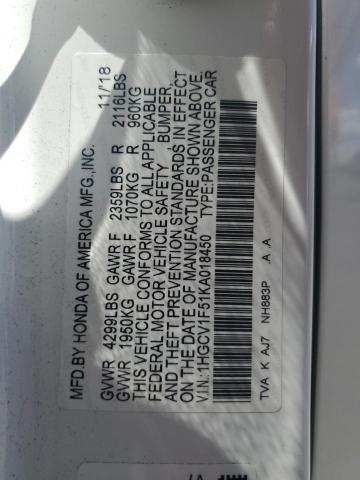 MFD.BY HONDA OF AMERICA MFG.,INC. 11/18
GVWR 4299LBS GAWR F 2359LBS R 2116LBS
GVWR 1950KG GAWR F 1070KG R 960KG
THIS VEHICLE CONFORMS TO ALL APPLICABLE
FEDERAL MOTOR VEHICLE SAFETY , BUMPER,
AND THEFT PREVENTION STANDARDS IN EFFECT
ON THE DATE OF MANUFACTURE SHOWN ABOVE.
V.I.N.:1HGCV1F51KA018450 TYPE:PASSENGER CAR
TVA K AJ7 NH883P .A .A